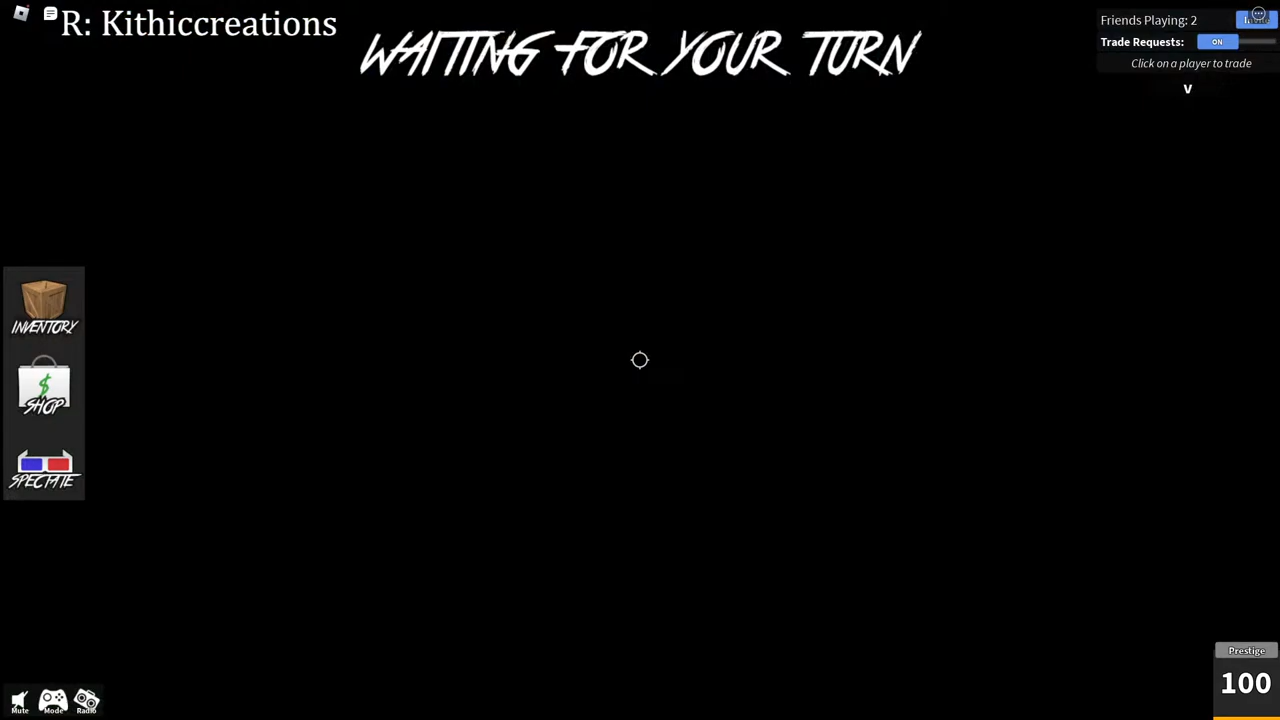 R: Kithiccreations
WAITING FOR YOUR TURN
Friends Playing: 2
Trade Requests: ON
Click on a player to trade
v
INVENTORY
$
SHOP
SPECTATE
Prestige
100
Mute Mode Radio